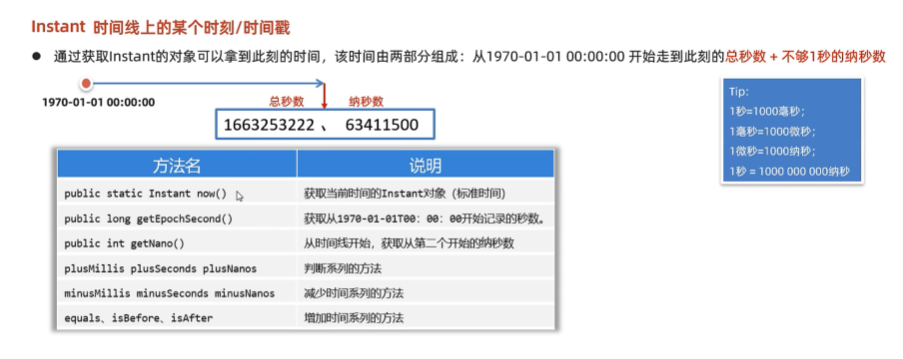 Instant 时间线上的某个时刻/时间戳
● 通过获取Instant的对象可以拿到此刻的时间，该时间由两部分组成：从1970-01-01 00:00:00 开始走到此刻的总秒数 + 不够1秒的纳秒数
1970-01-01 00:00:00
总秒数 纳秒数
1663253222 、 63411500
Tip:
1秒=1000毫秒；
1毫秒=1000微秒；
1微秒=1000纳秒；
1秒 = 1000 000 000纳秒
方法名 说明
public static Instant now() 获取当前时间的Instant对象（标准时间）
public long getEpochSecond() 获取从1970-01-01T00：00：00开始记录的秒数。
public int getNano() 从时间线开始，获取从第二个开始的纳秒数
plusMillis plusSeconds plusNanos 判断系列的方法
minusMillis minusSeconds minusNanos 减少时间系列的方法
equals、isBefore、isAfter 增加时间系列的方法